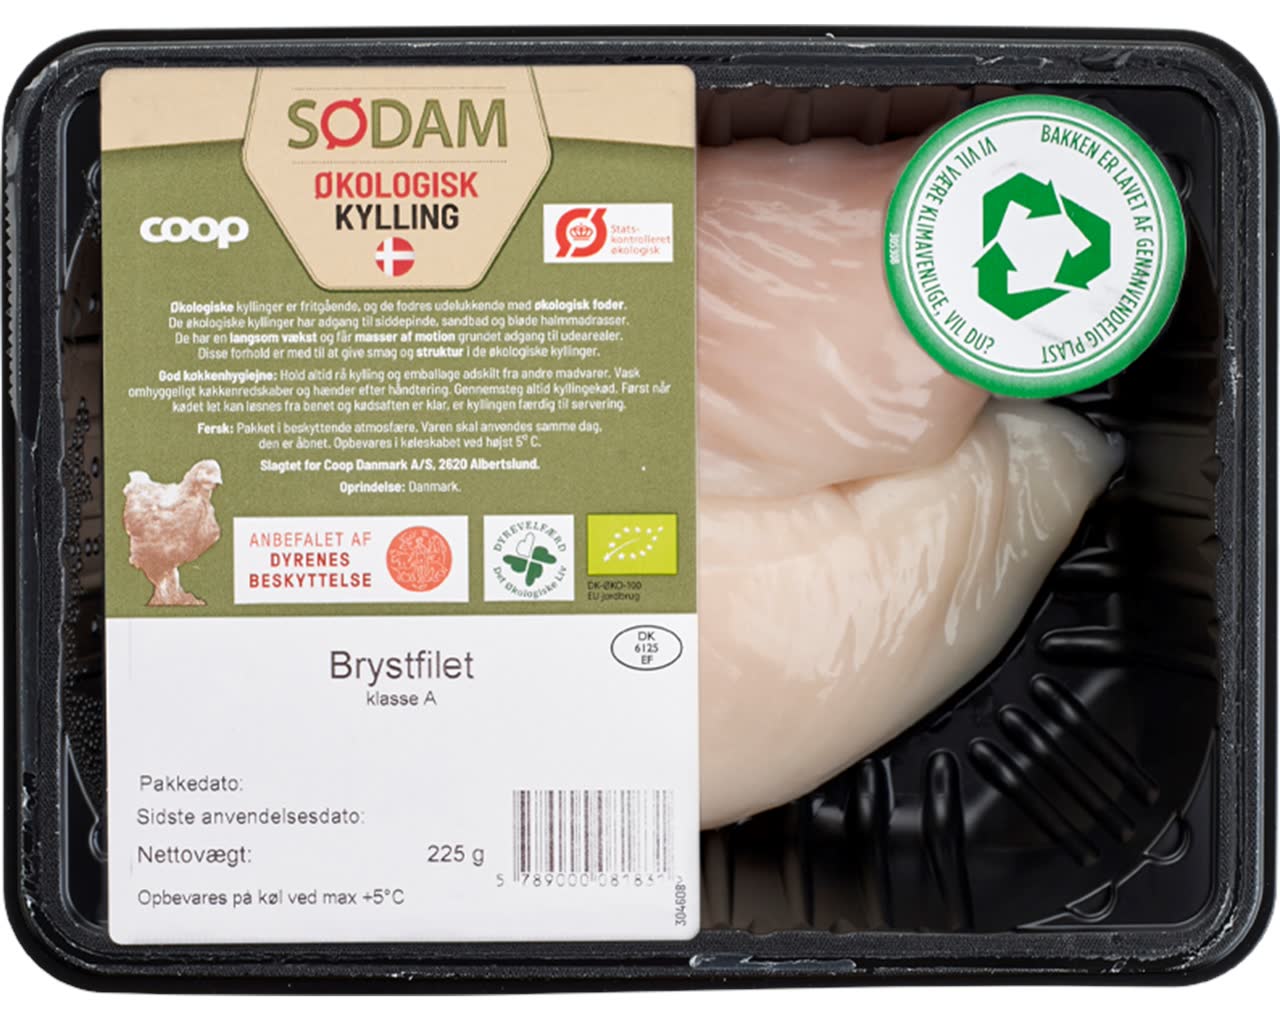 SØDAM
ØKOLOGISK
KYLLING
coop
Stats-
kontrolleret
økologisk
Økologiske kyllinger er fritgående, og de fodres udelukkende med økologisk foder.
De økologiske kyllinger har adgang til siddepinde, sandbad og bløde halmmadrasser.
De har en langsom vækst og får masser af motion grundet adgang til udearealer.
Disse forhold er med til at give smag og struktur i de økologiske kyllinger.
God køkkenhygiejne: Hold altid rå kylling og emballage adskilt fra andre madvarer. Vask
omhyggeligt køkkenredskaber og hænder efter håndtering. Gennemsteg altid kyllingekød. Først når
kødet let kan løsnes fra benet og kødsaften er klar, er kyllingen færdig til servering.
Fersk: Pakket i beskyttende atmosfære. Varen skal anvendes samme dag,
den er åbnet. Opbevares i køleskabet ved højst 5° C.
Slagtet for Coop Danmark A/S, 2620 Albertslund.
Oprindelse: Danmark.
ANBEFALET AF
DYRENES
BESKYTTELSE
DYREVELFÆRD
Det Økologiske Liv
DK-ØKO-100
EU jordbrug
DK
6125
EF
Brystfilet
klasse A
Pakkedato:
Sidste anvendelsesdato:
Nettovægt: 225 g
Opbevares på køl ved max +5°C
304608
VI VIL VÆRE KLIMAVENLIGE, VIL DU?
BAKKEN ER LAVET AF GENANVENDELIG PLAST